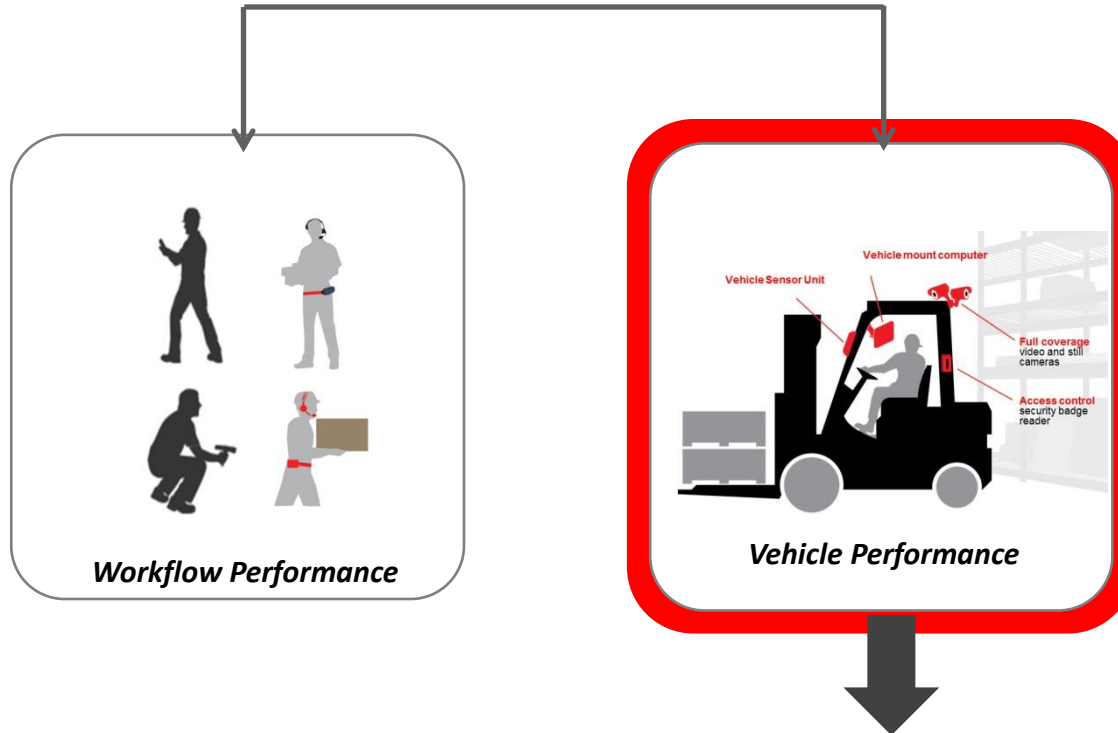 Vehicle mount computer
Vehicle Sensor Unit
Full coverage
video and still
cameras
Access control
security badge
reader
Workflow Performance
Vehicle Performance